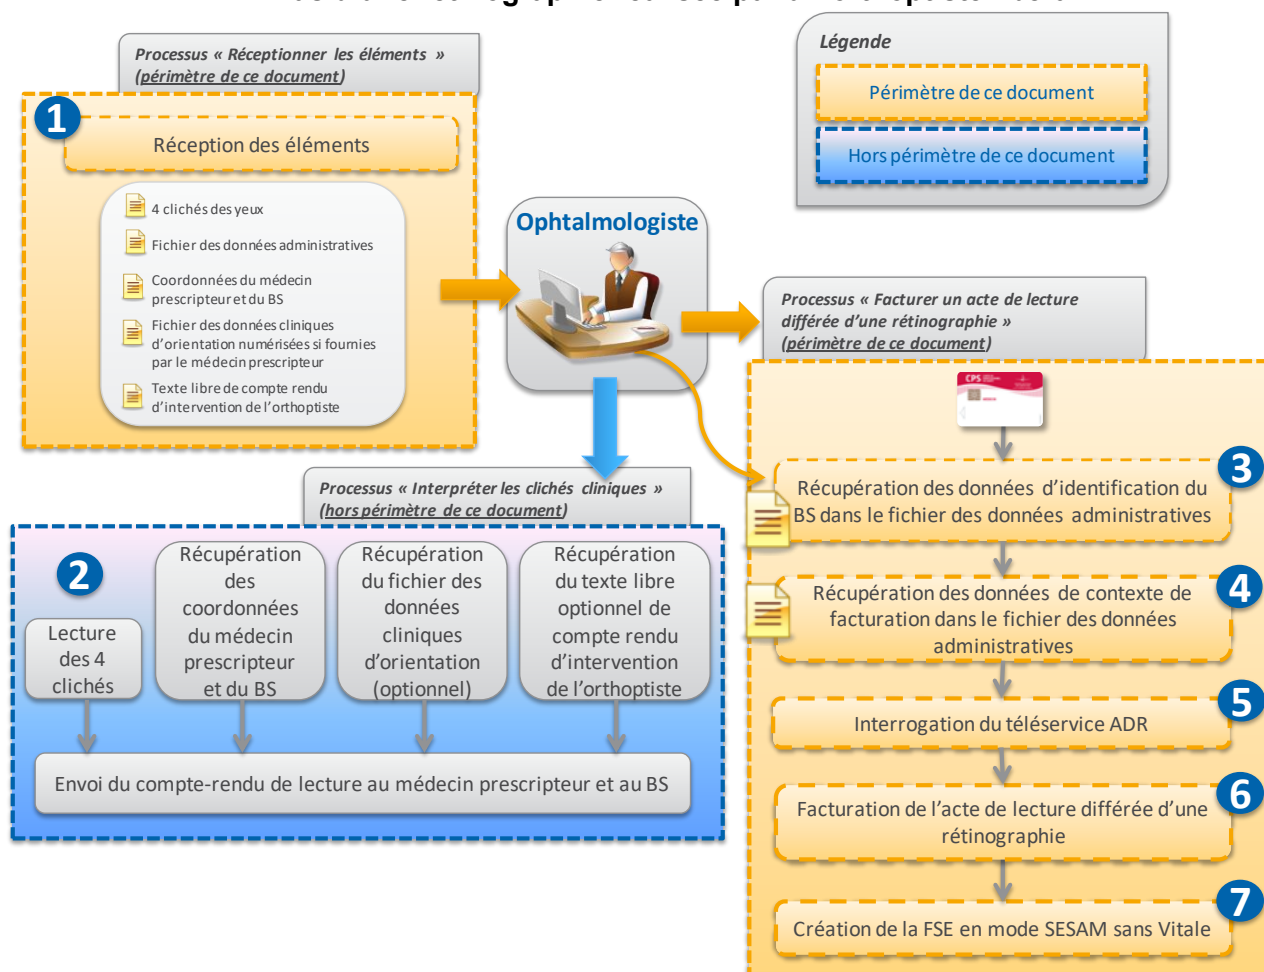 Processus « Réceptionner les éléments »
(périmètre de ce document)
Légende
Périmètre de ce document
Hors périmètre de ce document
1
Réception des éléments
4 clichés des yeux
Fichier des données administratives
Coordonnées du médecin
prescripteur et du BS
Fichier des données cliniques
d'orientation numérisées si fournies
par le médecin prescripteur
Texte libre de compte rendu
d'intervention de l'orthoptiste
Ophtalmologiste
Processus « Facturer un acte de lecture
différée d'une rétinographie »
(périmètre de ce document)
CPS
3
Récupération des données d'identification du
BS dans le fichier des données administratives
4
Récupération des données de contexte de
facturation dans le fichier des données
administratives
5
Interrogation du téléservice ADR
6
Facturation de l'acte de lecture différée d'une
rétinographie
7
Création de la FSE en mode SESAM sans Vitale
Processus « Interpréter les clichés cliniques »
(hors périmètre de ce document)
2
Lecture
des 4
clichés
Récupération
des
coordonnées
du médecin
prescripteur
et du BS
Récupération
du fichier des
données
cliniques
d'orientation
(optionnel)
Récupération
du texte libre
optionnel de
compte rendu
d'intervention
de l'orthoptiste
Envoi du compte-rendu de lecture au médecin prescripteur et au BS